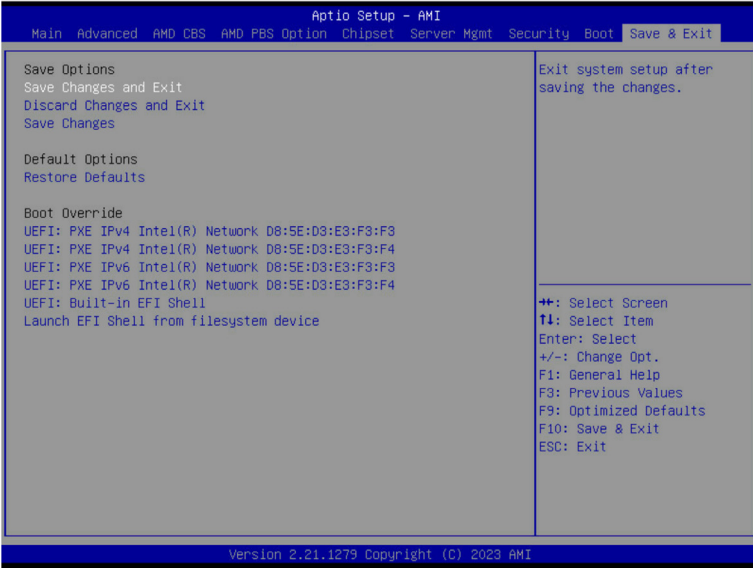 Aptio Setup - AMI
Main Advanced AMD CBS AMD PBS Option Chipset Server Mgmt Security Boot Save & Exit
Save Options
Save Changes and Exit
Discard Changes and Exit
Save Changes
Default Options
Restore Defaults
Boot Override
UEFI: PXE IPv4 Intel(R) Network D8:5E:D3:E3:F3:F3
UEFI: PXE IPv4 Intel(R) Network D8:5E:D3:E3:F3:F4
UEFI: PXE IPv6 Intel(R) Network D8:5E:D3:E3:F3:F3
UEFI: PXE IPv6 Intel(R) Network D8:5E:D3:E3:F3:F4
UEFI: Built-in EFI Shell
Launch EFI Shell from filesystem device
Exit system setup after
saving the changes.
→←: Select Screen
↑↓: Select Item
Enter: Select
+/-: Change Opt.
F1: General Help
F3: Previous Values
F9: Optimized Defaults
F10: Save & Exit
ESC: Exit
Version 2.21.1279 Copyright (C) 2023 AMI